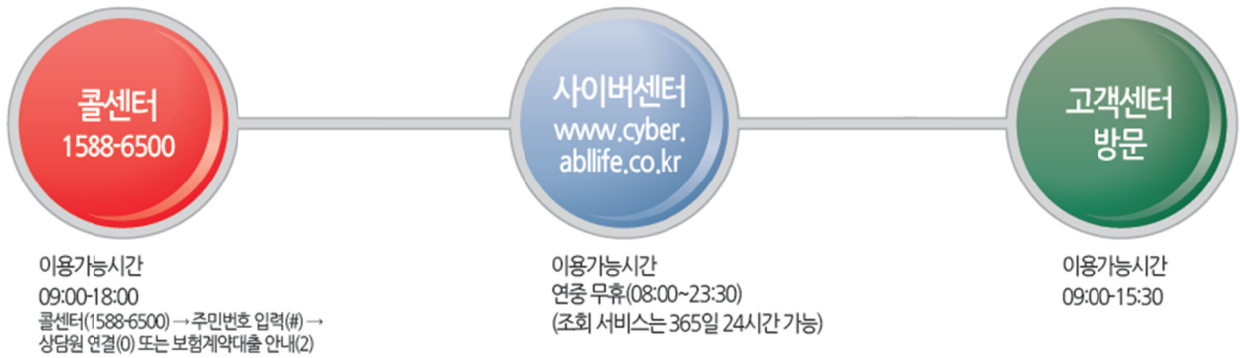 콜센터
1588-6500
이용가능시간
09:00-18:00
콜센터(1588-6500) → 주민번호 입력(#) →
상담원 연결(0) 또는 보험계약대출 안내(2)
사이버센터
www.cyber.
abllife.co.kr
이용가능시간
연중 무휴(08:00~23:30)
(조회 서비스는 365일 24시간 가능)
고객센터
방문
이용가능시간
09:00-15:30